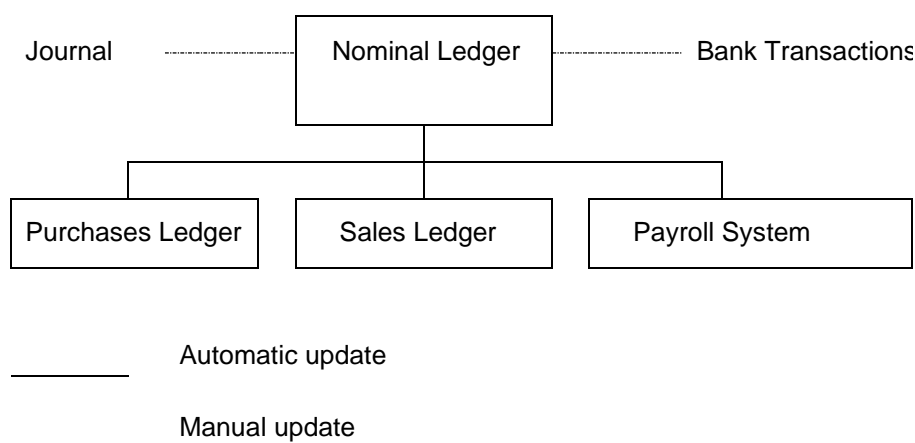 Journal
Nominal Ledger
Bank Transactions
Purchases Ledger
Sales Ledger
Payroll System
Automatic update
Manual update